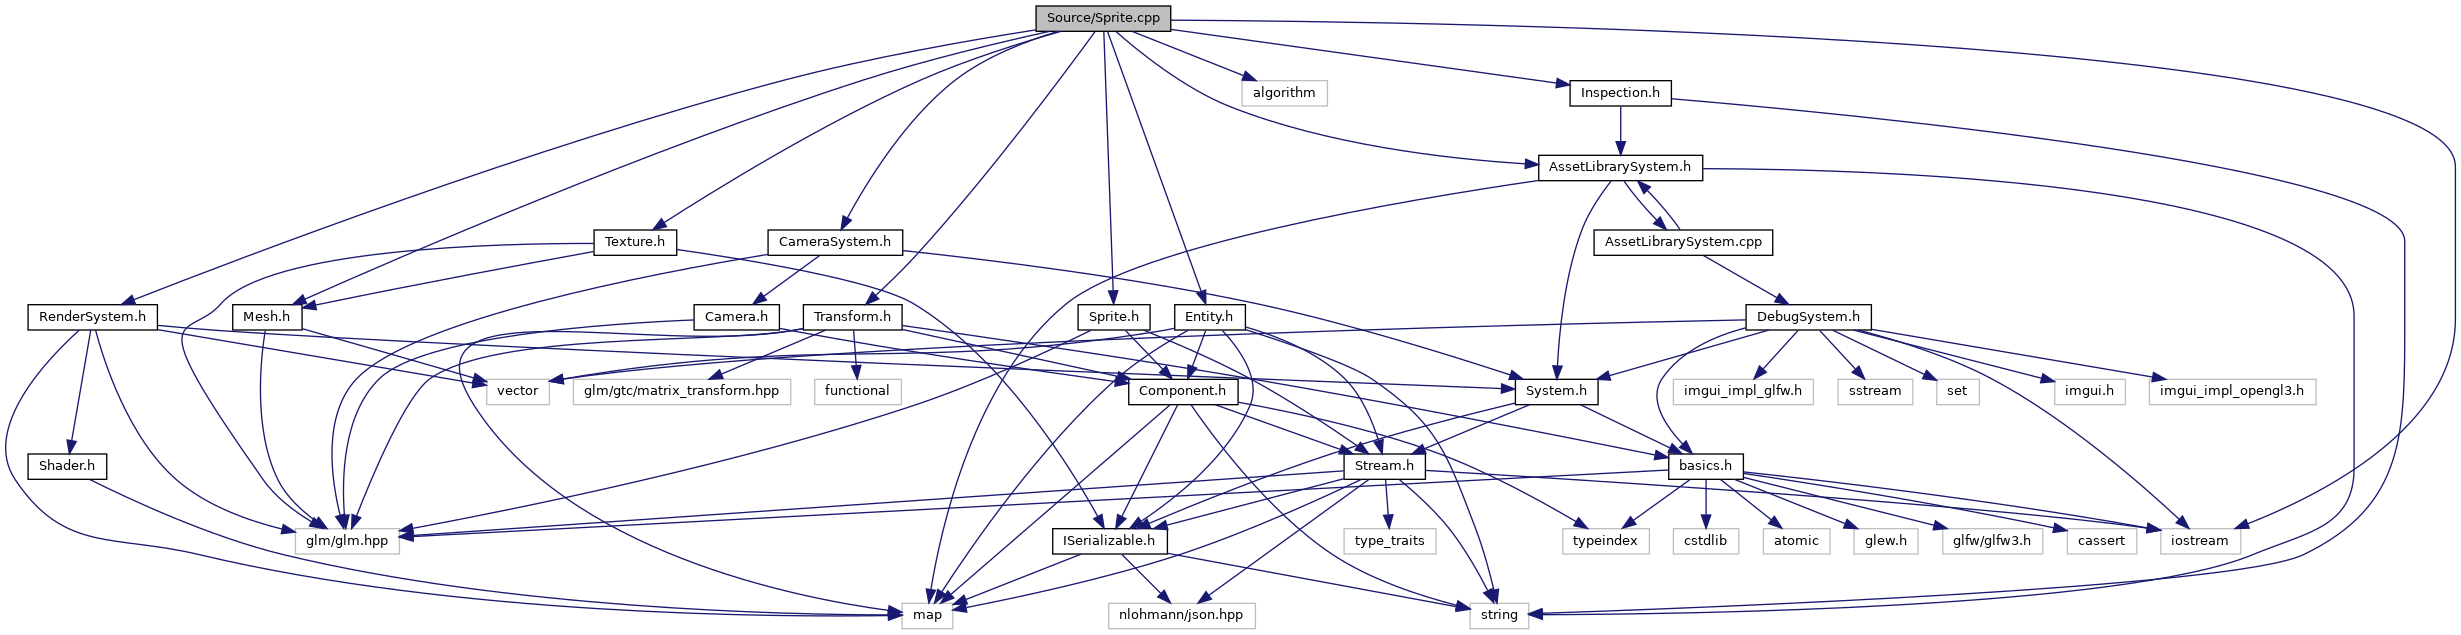 Source/Sprite.cpp
algorithm
Inspection.h
AssetLibrarySystem.h
Texture.h
CameraSystem.h
AssetLibrarySystem.cpp
RenderSystem.h
Mesh.h
Camera.h
Transform.h
Sprite.h
Entity.h
DebugSystem.h
vector
glm/gtc/matrix_transform.hpp
functional
Component.h
System.h
imgui_impl_glfw.h
sstream
set
imgui.h
imgui_impl_opengl3.h
Shader.h
Stream.h
basics.h
glm/glm.hpp
ISerializable.h
type_traits
typeindex
cstdlib
atomic
glew.h
glfw/glfw3.h
cassert
iostream
map
nlohmann/json.hpp
string